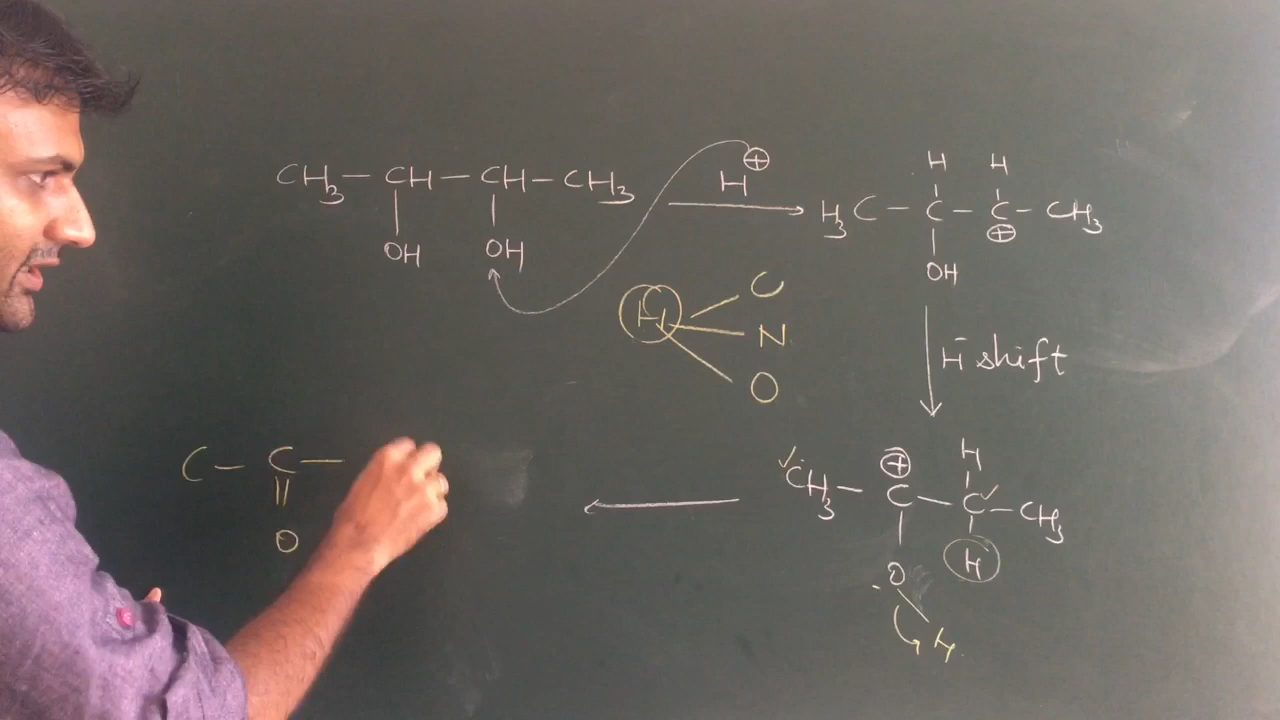 CH3 — CH — CH — CH3
OH OH
H ⊕
H H
H3C — C — C — CH3
⊕
OH
H
C
N
O
H⁻ shift
✓ ⊕ H
CH3 — C — C ✓ — CH3
O H
H
C — C —
O